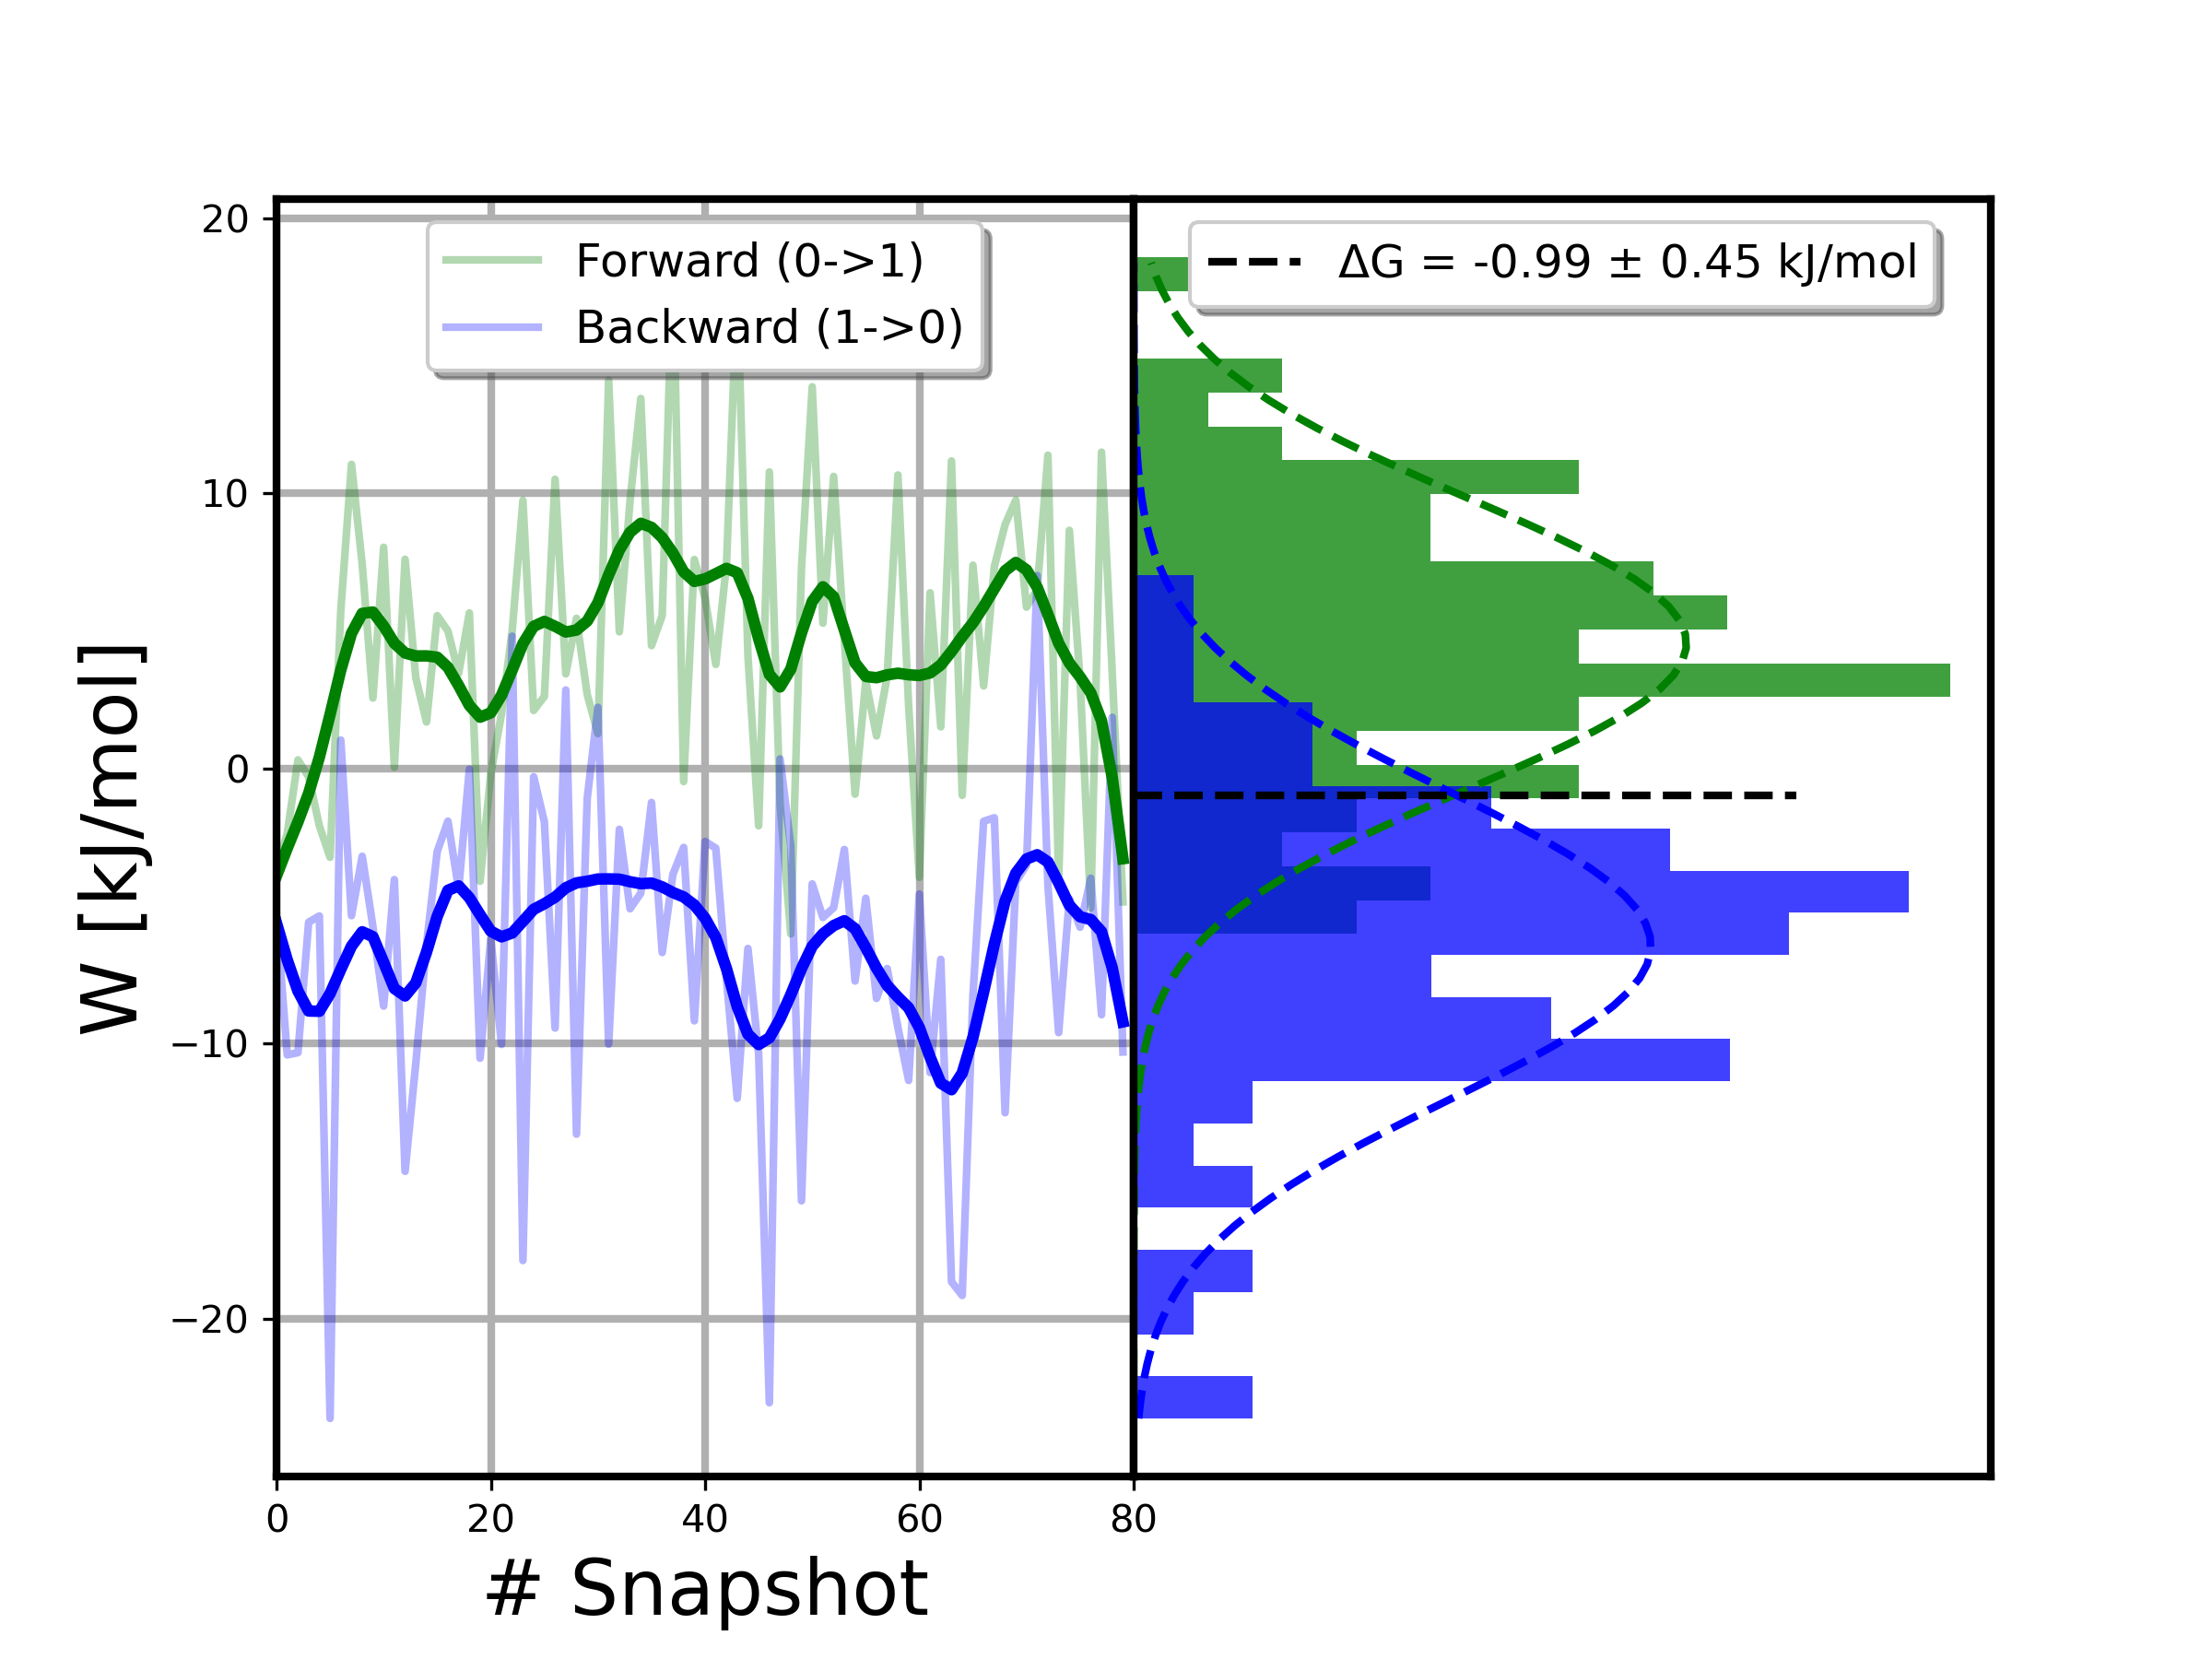 Forward (0->1)
Backward (1->0)
ΔG = -0.99 ± 0.45 kJ/mol
W [kJ/mol]
20
10
0
−10
−20
0
20
40
60
80
# Snapshot